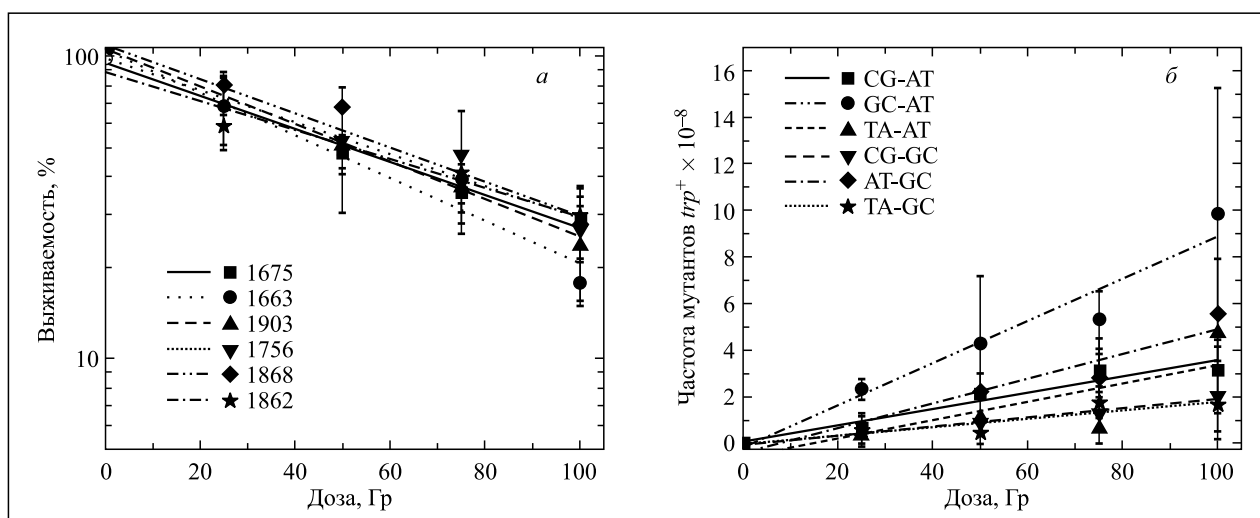 100
10
Выживаемость, %
0 20 40 60 80 100
Доза, Гр
а
1675
1663
1903
1756
1868
1862
16
14
12
10
8
6
4
2
0
Частота мутантов trp⁺ × 10⁻⁸
0 20 40 60 80 100
Доза, Гр
б
CG-AT
GC-AT
TA-AT
CG-GC
AT-GC
TA-GC